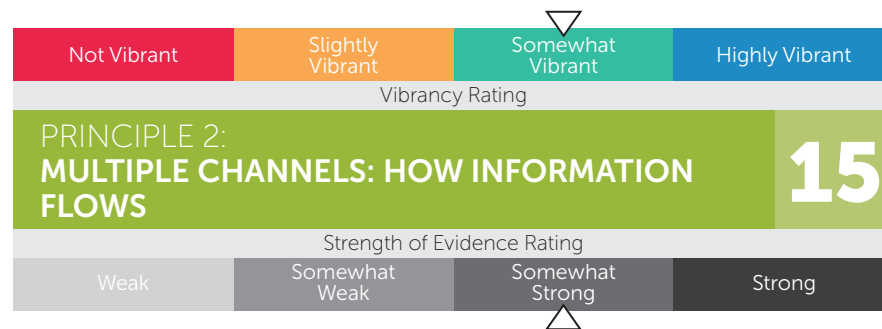 Not Vibrant
Slightly
Vibrant
Somewhat
Vibrant
Highly Vibrant
Vibrancy Rating
PRINCIPLE 2:
MULTIPLE CHANNELS: HOW INFORMATION
FLOWS
15
Strength of Evidence Rating
Weak
Somewhat
Weak
Somewhat
Strong
Strong